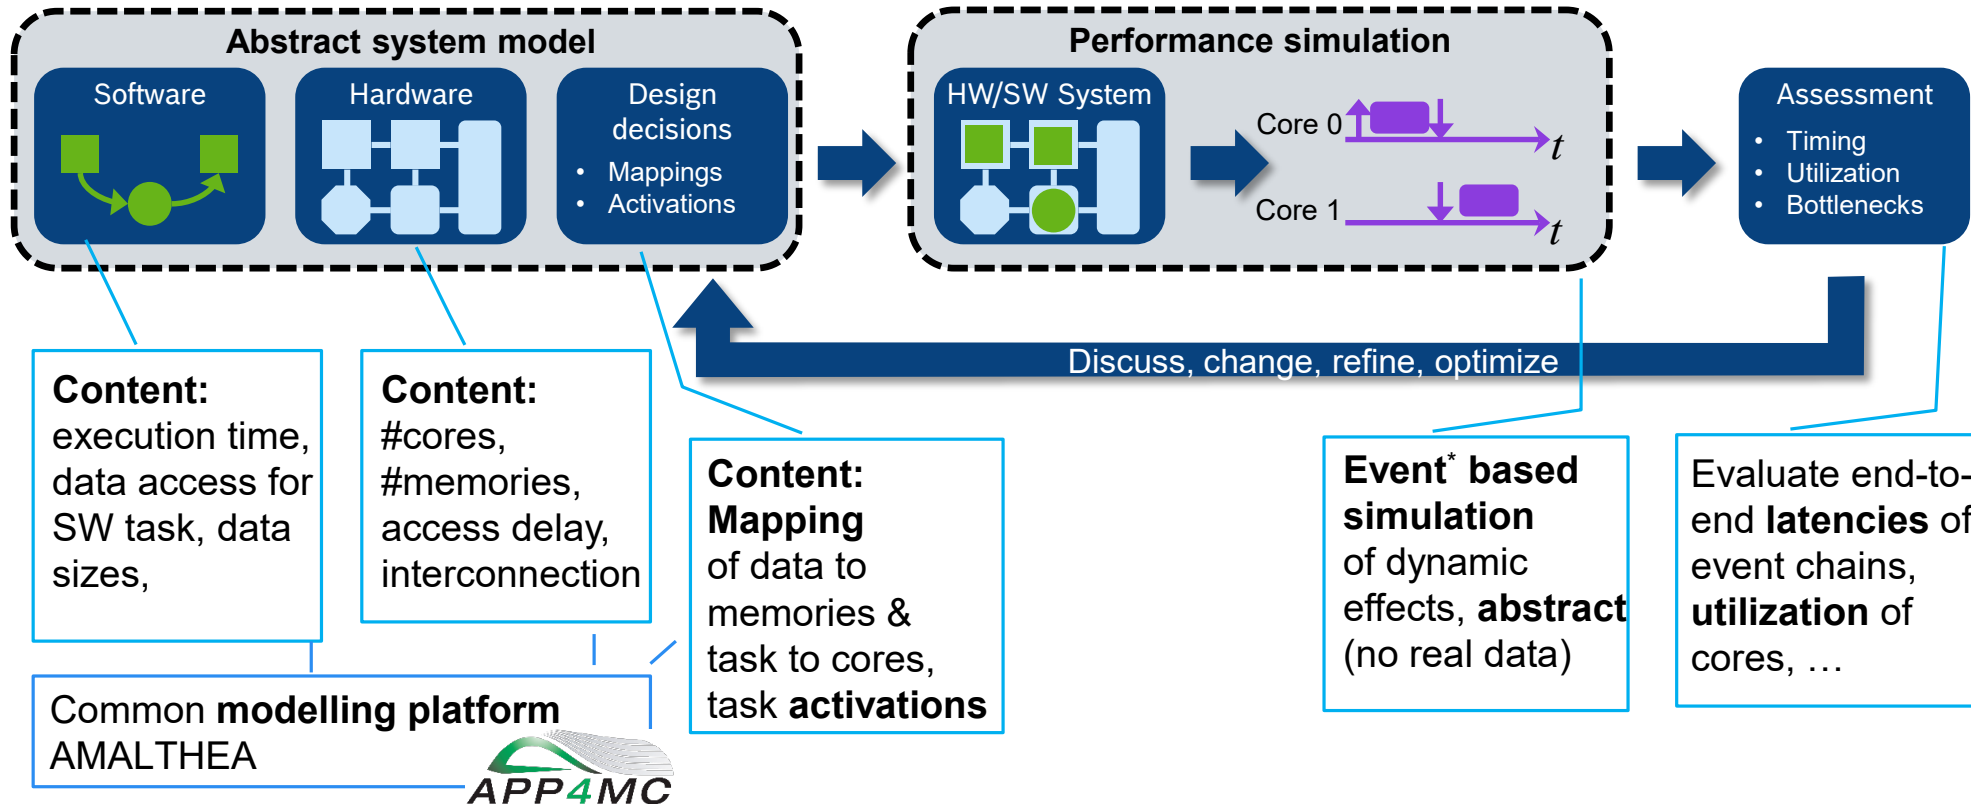 Abstract system model
Software
Hardware
Design
decisions
• Mappings
• Activations
Performance simulation
HW/SW System
Core 0
t
Core 1
t
Assessment
• Timing
• Utilization
• Bottlenecks
Discuss, change, refine, optimize
Content:
execution time,
data access for
SW task, data
sizes,
Content:
#cores,
#memories,
access delay,
interconnection
Content:
Mapping
of data to
memories &
task to cores,
task activations
Event* based
simulation
of dynamic
effects, abstract
(no real data)
Evaluate end-to-
end latencies of
event chains,
utilization of
cores, …
Common modelling platform
AMALTHEA
APP4MC